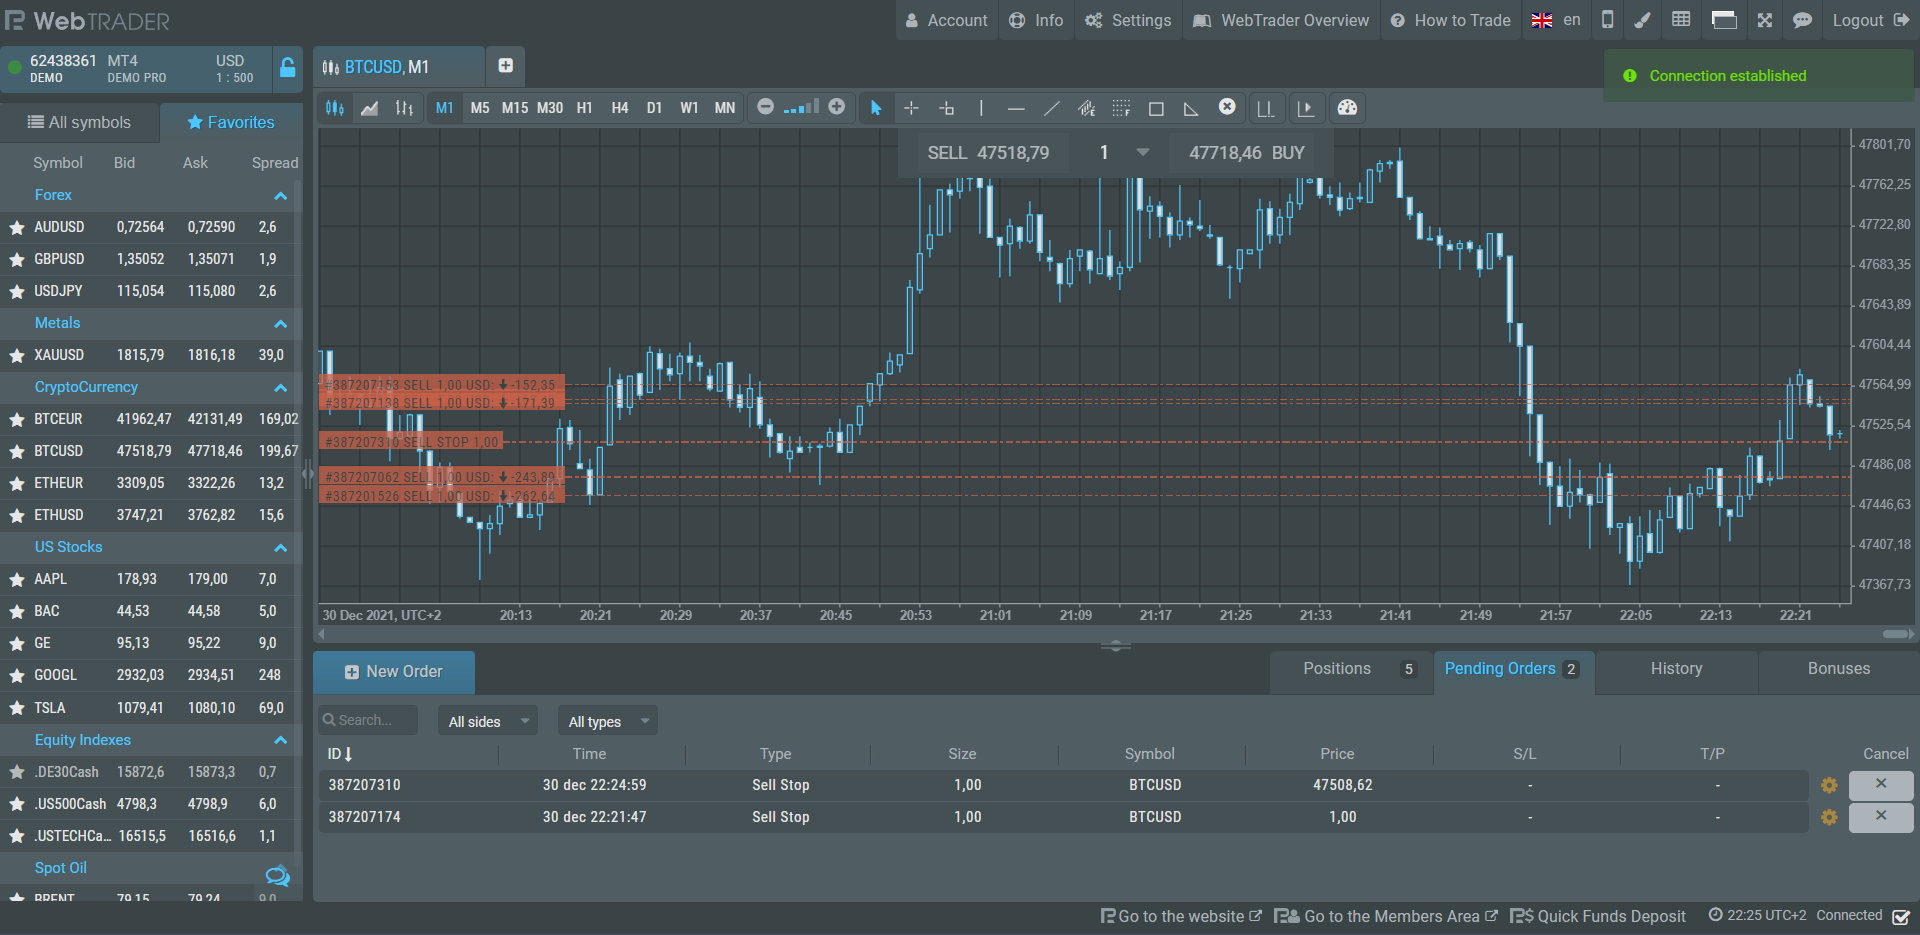 WebTRADER
Account Info Settings WebTrader Overview How to Trade en Logout
62438361 MT4 USD
DEMO DEMO PRO 1 : 500
BTCUSD, M1
Connection established
All symbols Favorites
M1 M5 M15 M30 H1 H4 D1 W1 MN
E F
Symbol Bid Ask Spread
Forex
AUDUSD 0,72564 0,72590 2,6
GBPUSD 1,35052 1,35071 1,9
USDJPY 115,054 115,080 2,6
Metals
XAUUSD 1815,79 1816,18 39,0
CryptoCurrency
BTCEUR 41962,47 42131,49 169,02
BTCUSD 47518,79 47718,46 199,67
ETHEUR 3309,05 3322,26 13,2
ETHUSD 3747,21 3762,82 15,6
US Stocks
AAPL 178,93 179,00 7,0
BAC 44,53 44,58 5,0
GE 95,13 95,22 9,0
GOOGL 2932,03 2934,51 248
TSLA 1079,41 1080,10 69,0
Equity Indexes
.DE30Cash 15872,6 15873,3 0,7
.US500Cash 4798,3 4798,9 6,0
.USTECHCa... 16515,5 16516,6 1,1
Spot Oil
BRENT 79,15 79,24 9,0
SELL 47518,79 1 47718,46 BUY
47801,70
47762,25
47722,80
47683,35
47643,89
47604,44
47564,99
47525,54
47486,08
47446,63
47407,18
47367,73
#387207153 SELL 1,00 USD: -152,35
#387207138 SELL 1,00 USD: -171,39
#387207310 SELL STOP 1,00
#387207062 SELL 1,00 USD: -243,89
#387201526 SELL 1,00 USD: -262,64
30 Dec 2021, UTC+2 20:13 20:21 20:29 20:37 20:45 20:53 21:01 21:09 21:17 21:25 21:33 21:41 21:49 21:57 22:05 22:13 22:21
New Order Positions 5 Pending Orders 2 History Bonuses
Search... All sides All types
ID Time Type Size Symbol Price S/L T/P Cancel
387207310 30 dec 22:24:59 Sell Stop 1,00 BTCUSD 47508,62 - -
387207174 30 dec 22:21:47 Sell Stop 1,00 BTCUSD 1,00 - -
Go to the website Go to the Members Area Quick Funds Deposit 22:25 UTC+2 Connected